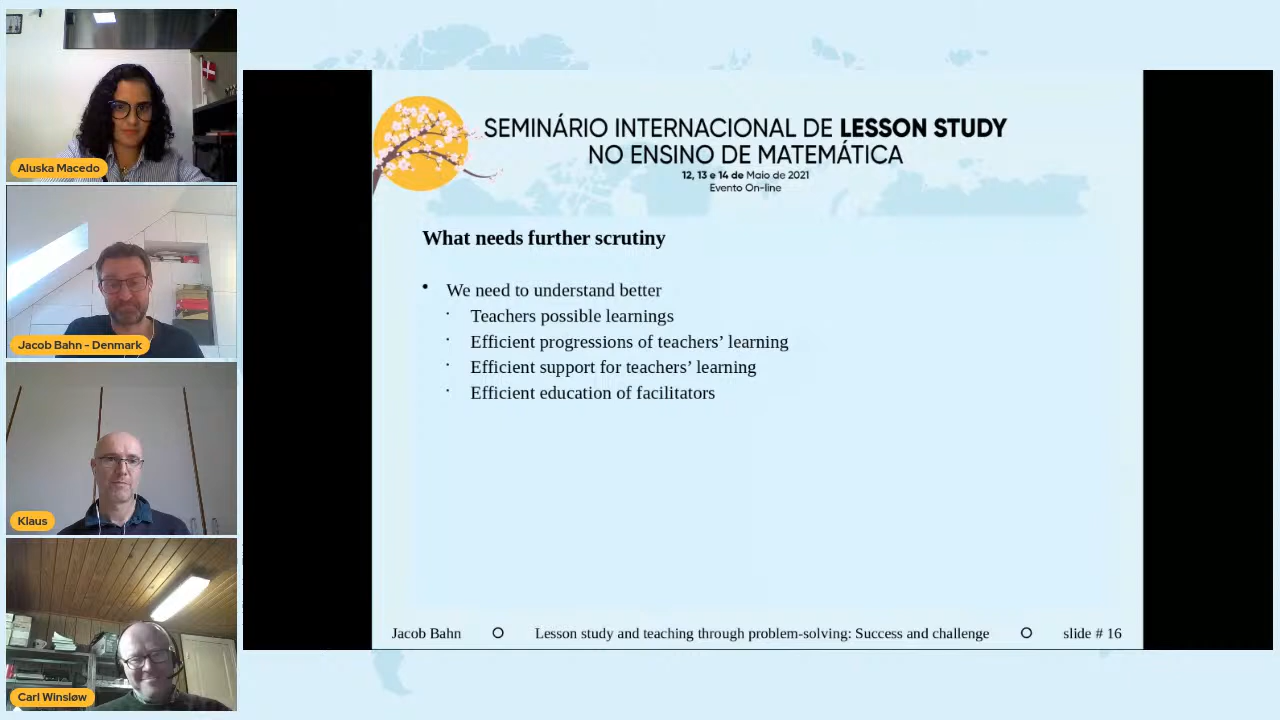 Aluska Macedo
Jacob Bahn - Denmark
Klaus
Carl Winsløw
SEMINÁRIO INTERNACIONAL DE LESSON STUDY
NO ENSINO DE MATEMÁTICA
12, 13 e 14 de Maio de 2021
Evento On-line
What needs further scrutiny
• We need to understand better
· Teachers possible learnings
· Efficient progressions of teachers’ learning
· Efficient support for teachers’ learning
· Efficient education of facilitators
Jacob Bahn O Lesson study and teaching through problem-solving: Success and challenge O slide # 16